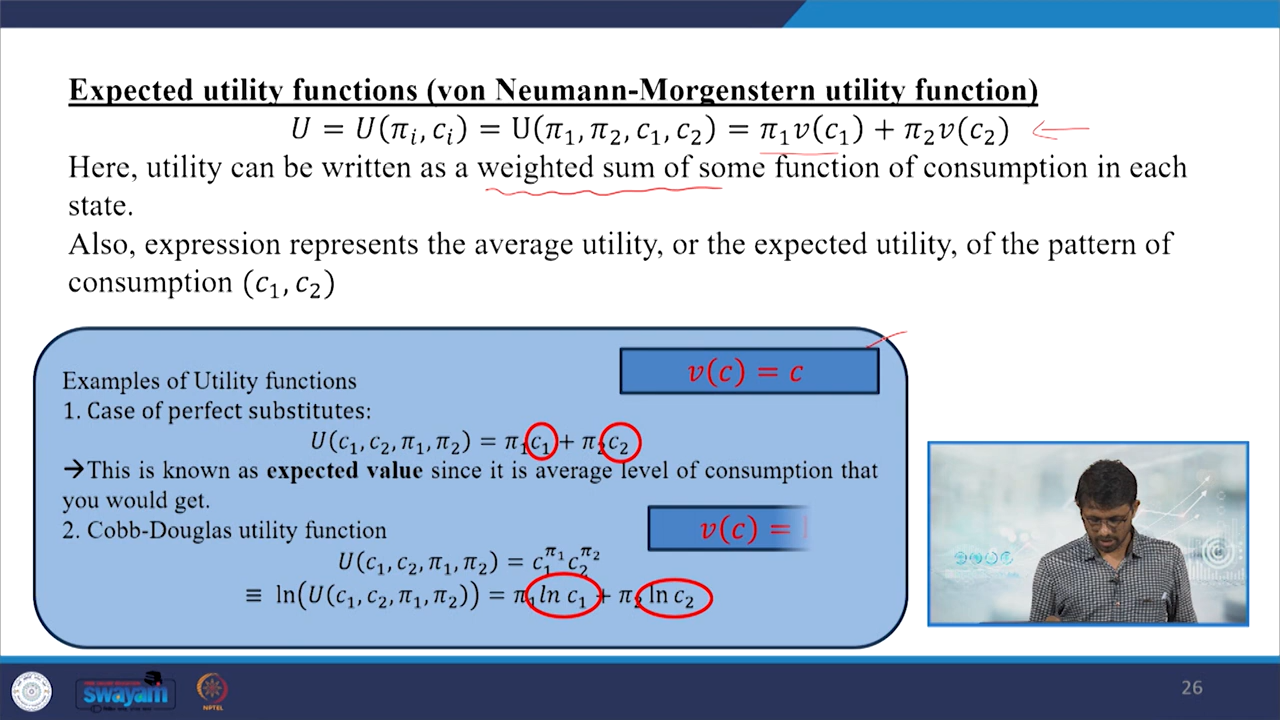 Expected utility functions (von Neumann-Morgenstern utility function)
U = U(π₁, c₁) = U(π₁, π₂, c₁, c₂) = π₁v(c₁) + π₂v(c₂)
Here, utility can be written as a weighted sum of some function of consumption in each
state.
Also, expression represents the average utility, or the expected utility, of the pattern of
consumption (c₁, c₂)
v(c) = c
Examples of Utility functions
1. Case of perfect substitutes:
U(c₁, c₂, π₁, π₂) = π₁c₁ + π₂c₂
→This is known as expected value since it is average level of consumption that
you would get.
2. Cobb-Douglas utility function
v(c) =
U(c₁, c₂, π₁, π₂) = c₁^π₁ c₂^π₂
≡ ln(U(c₁, c₂, π₁, π₂)) = π₁ln c₁ + π₂ ln c₂
swayam
NPTEL
26